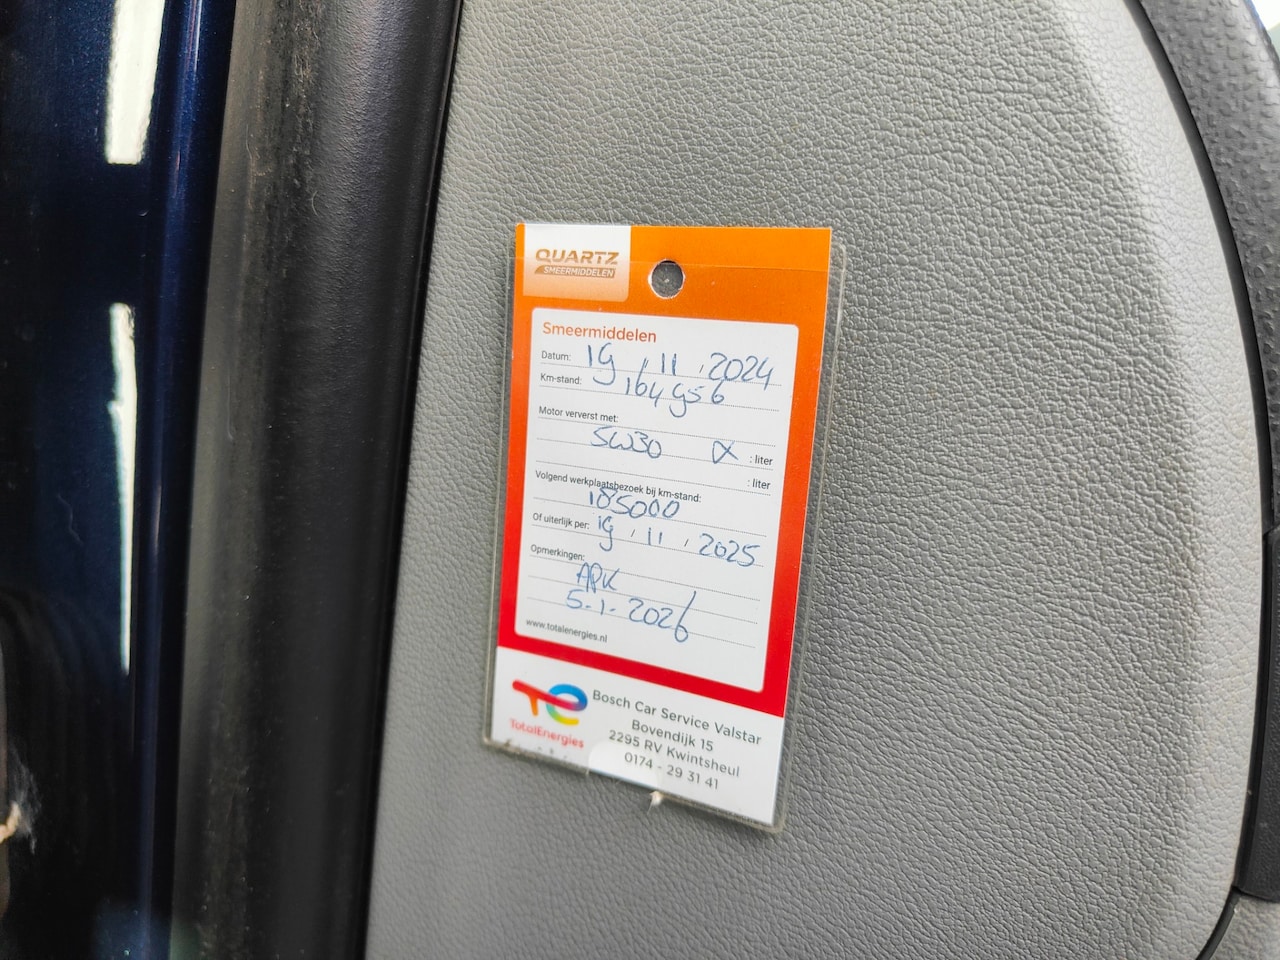 QUARTZ
SMEERMIDDELEN
Smeermiddelen
Datum: 19 , 11 , 2024
Km-stand: 164956
Motor ververst met:
5W30 : liter
: liter
Volgend werkplaatsbezoek bij km-stand:
185000
Of uiterlijk per: 19 , 11 , 2025
Opmerkingen:
APK
5-1-2026
www.totalenergies.nl
TotalEnergies
Bosch Car Service Valstar
Bovendijk 15
2295 RV Kwintsheul
0174 - 29 31 41